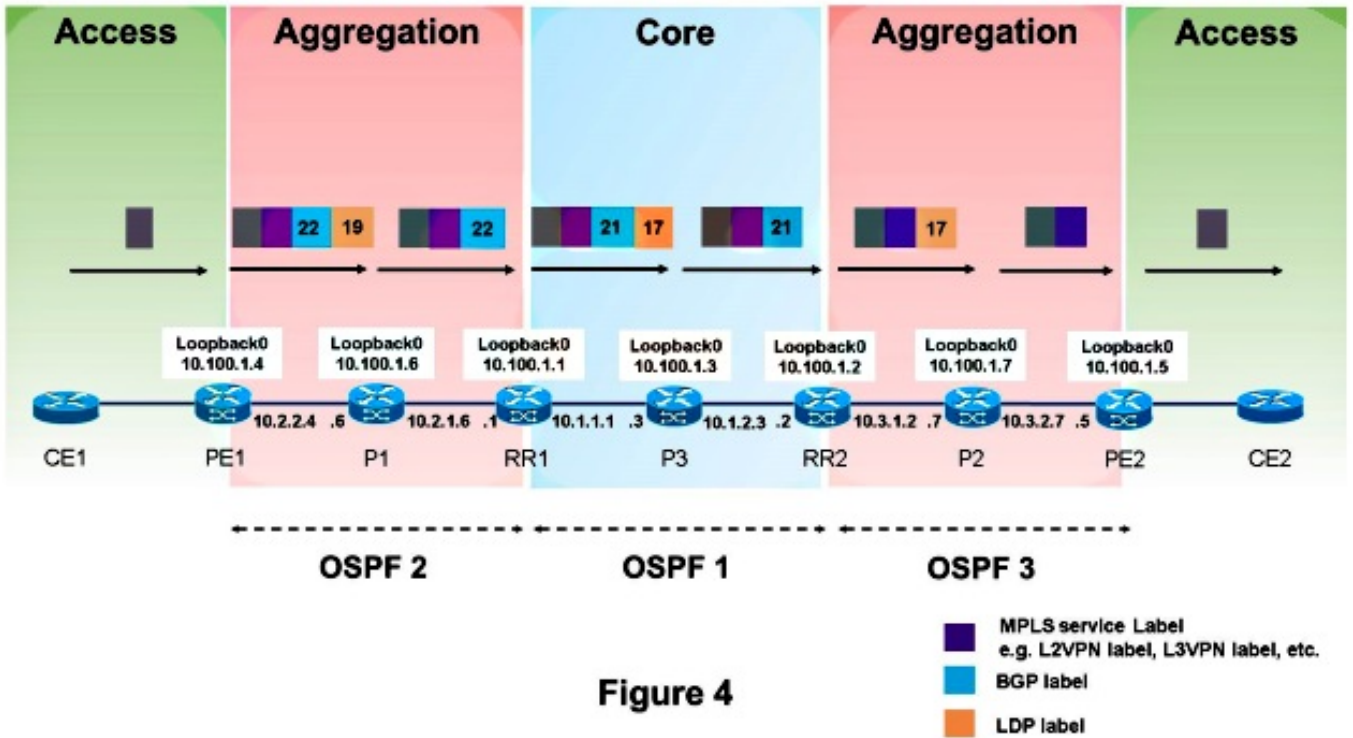 Access
Aggregation
Core
Aggregation
Access
22 19
22
21 17
21
17
Loopback0
10.100.1.4
Loopback0
10.100.1.6
Loopback0
10.100.1.1
Loopback0
10.100.1.3
Loopback0
10.100.1.2
Loopback0
10.100.1.7
Loopback0
10.100.1.5
10.2.2.4 .6
10.2.1.6 .1
10.1.1.1 .3
10.1.2.3 .2
10.3.1.2 .7
10.3.2.7 .5
CE1
PE1
P1
RR1
P3
RR2
P2
PE2
CE2
OSPF 2
OSPF 1
OSPF 3
MPLS service Label
e.g. L2VPN label, L3VPN label, etc.
BGP label
LDP label
Figure 4